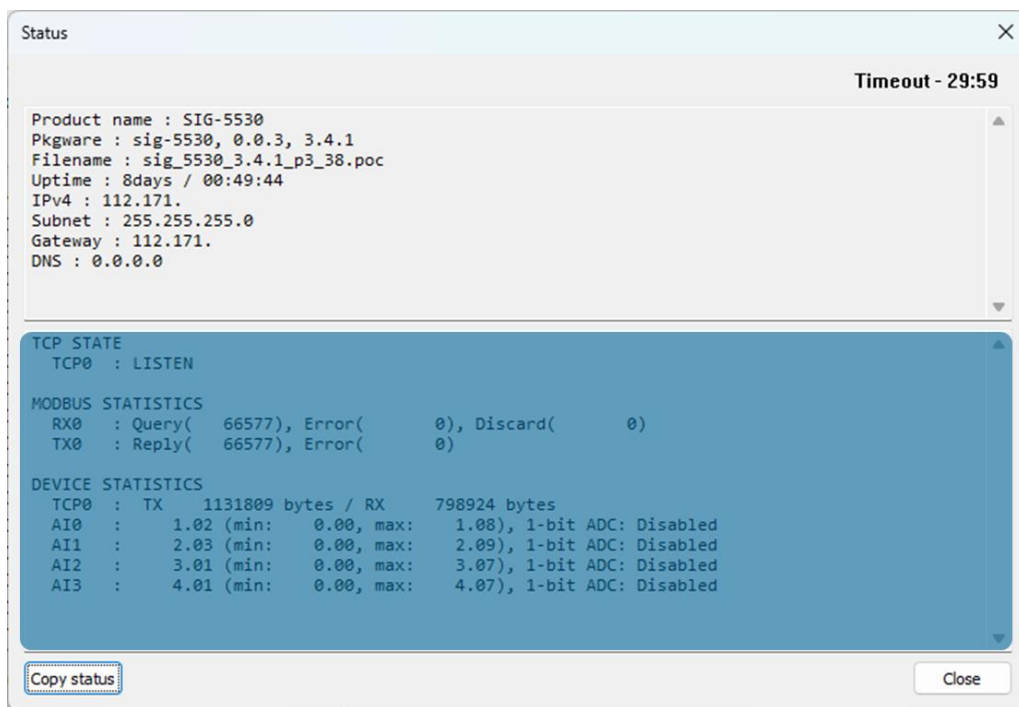 Status
Timeout - 29:59
Product name : SIG-5530
Pkgware : sig-5530, 0.0.3, 3.4.1
Filename : sig_5530_3.4.1_p3_38.poc
Uptime : 8days / 00:49:44
IPv4 : 112.171.
Subnet : 255.255.255.0
Gateway : 112.171.
DNS : 0.0.0.0
TCP STATE
  TCP0  : LISTEN
MODBUS STATISTICS
  RX0   : Query(   66577), Error(       0), Discard(       0)
  TX0   : Reply(   66577), Error(       0)
DEVICE STATISTICS
  TCP0  :  TX    1131809 bytes / RX     798924 bytes
  AI0   :     1.02 (min:    0.00, max:    1.08), 1-bit ADC: Disabled
  AI1   :     2.03 (min:    0.00, max:    2.09), 1-bit ADC: Disabled
  AI2   :     3.01 (min:    0.00, max:    3.07), 1-bit ADC: Disabled
  AI3   :     4.01 (min:    0.00, max:    4.07), 1-bit ADC: Disabled
Copy status
Close